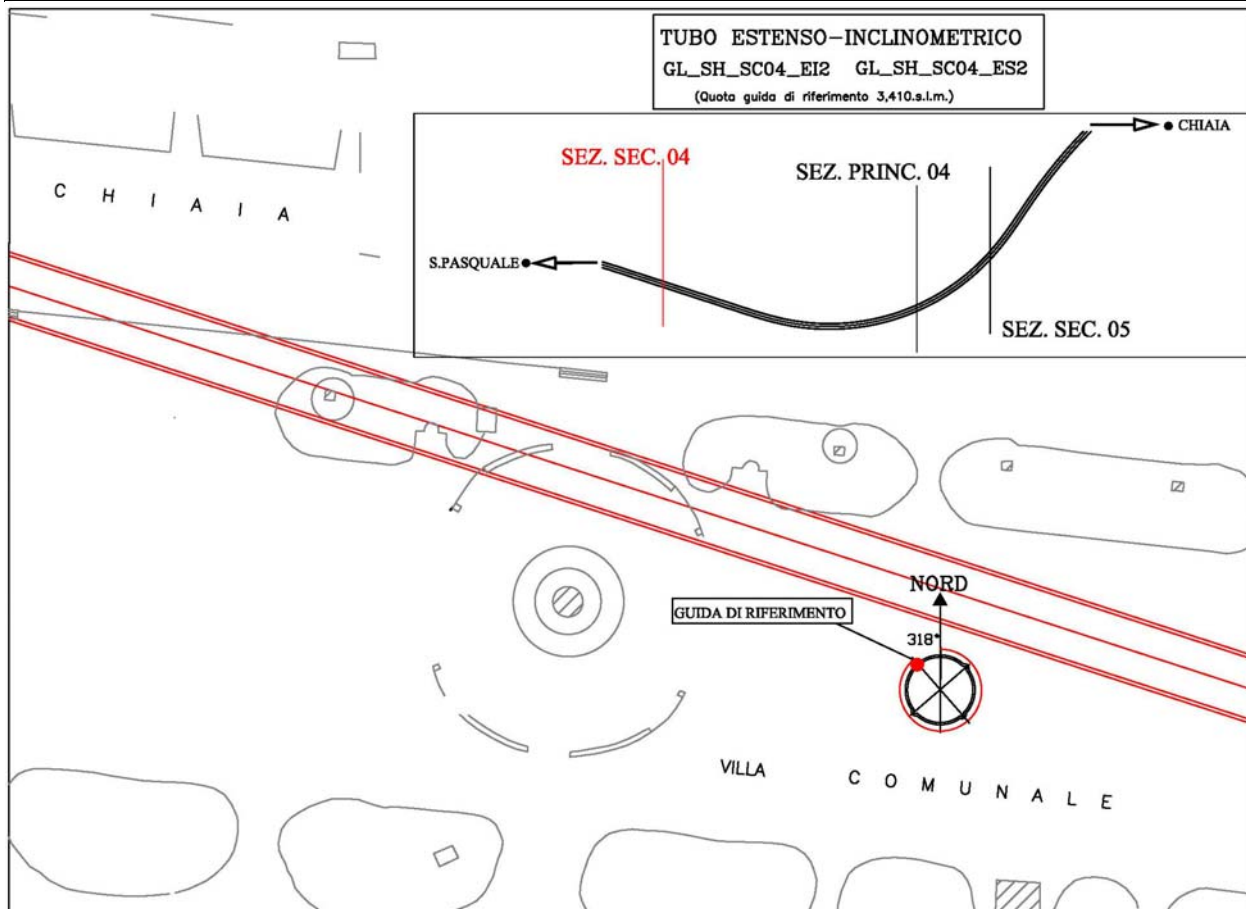 TUBO ESTENSO-INCLINOMETRICO
GL_SH_SC04_EI2 GL_SH_SC04_ES2
(Quota guida di riferimento 3,410.s.l.m.)
CHIAIA
SEZ. SEC. 04
SEZ. PRINC. 04
S.PASQUALE
SEZ. SEC. 05
C H I A I A
NORD
GUIDA DI RIFERIMENTO
318°
VILLA C O M U N A L E